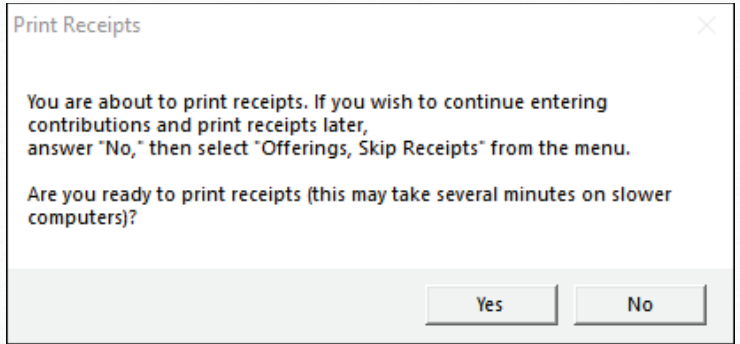 Print Receipts
You are about to print receipts. If you wish to continue entering
contributions and print receipts later,
answer "No," then select "Offerings, Skip Receipts" from the menu.
Are you ready to print receipts (this may take several minutes on slower
computers)?
Yes
No